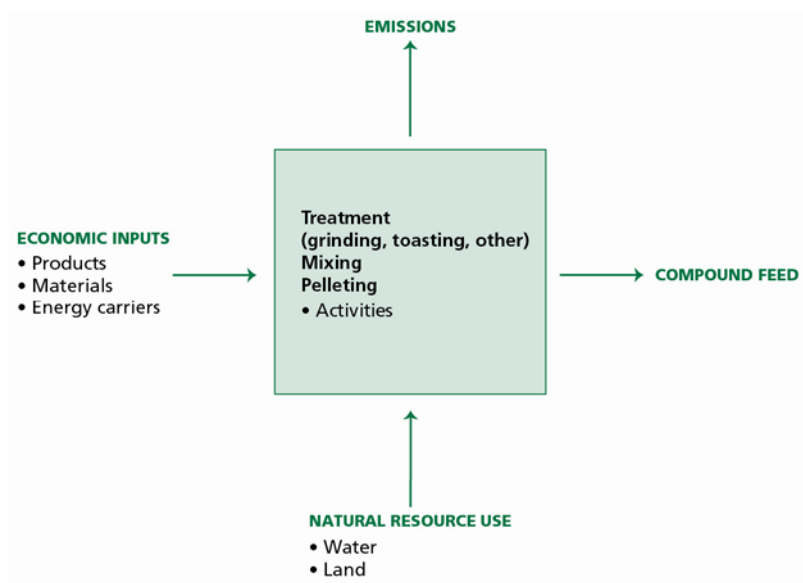 EMISSIONS
ECONOMIC INPUTS
• Products
• Materials
• Energy carriers
Treatment
(grinding, toasting, other)
Mixing
Pelleting
• Activities
COMPOUND FEED
NATURAL RESOURCE USE
• Water
• Land